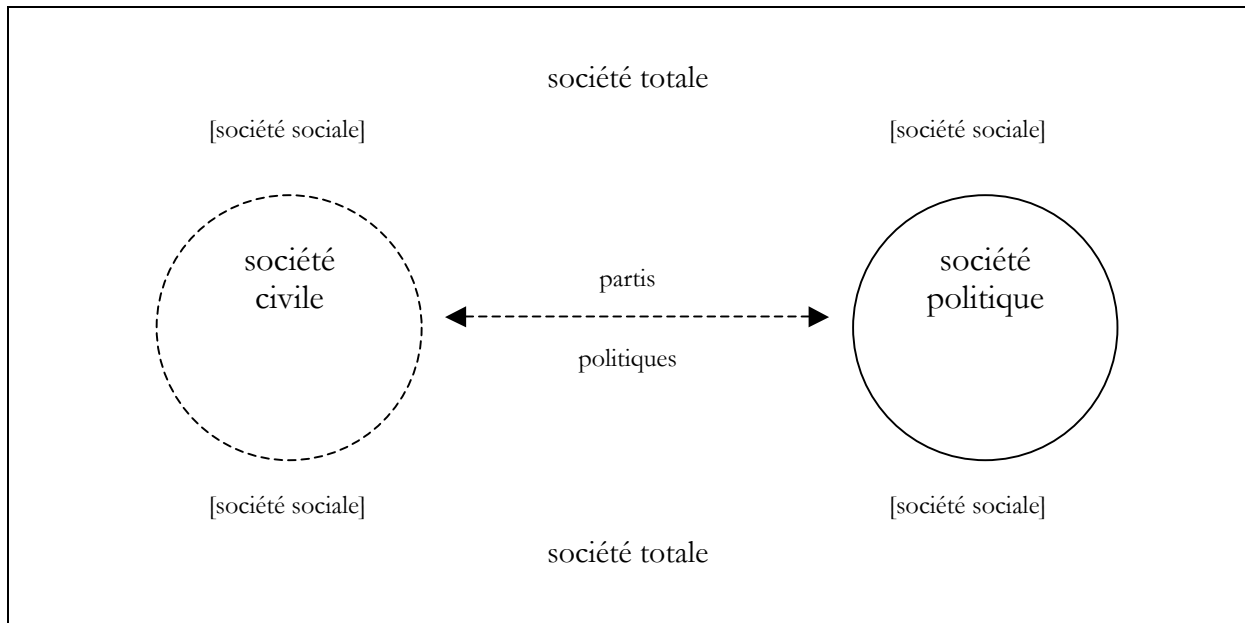 société totale
[société sociale]
[société sociale]
société
civile
partis
politiques
société
politique
[société sociale]
[société sociale]
société totale